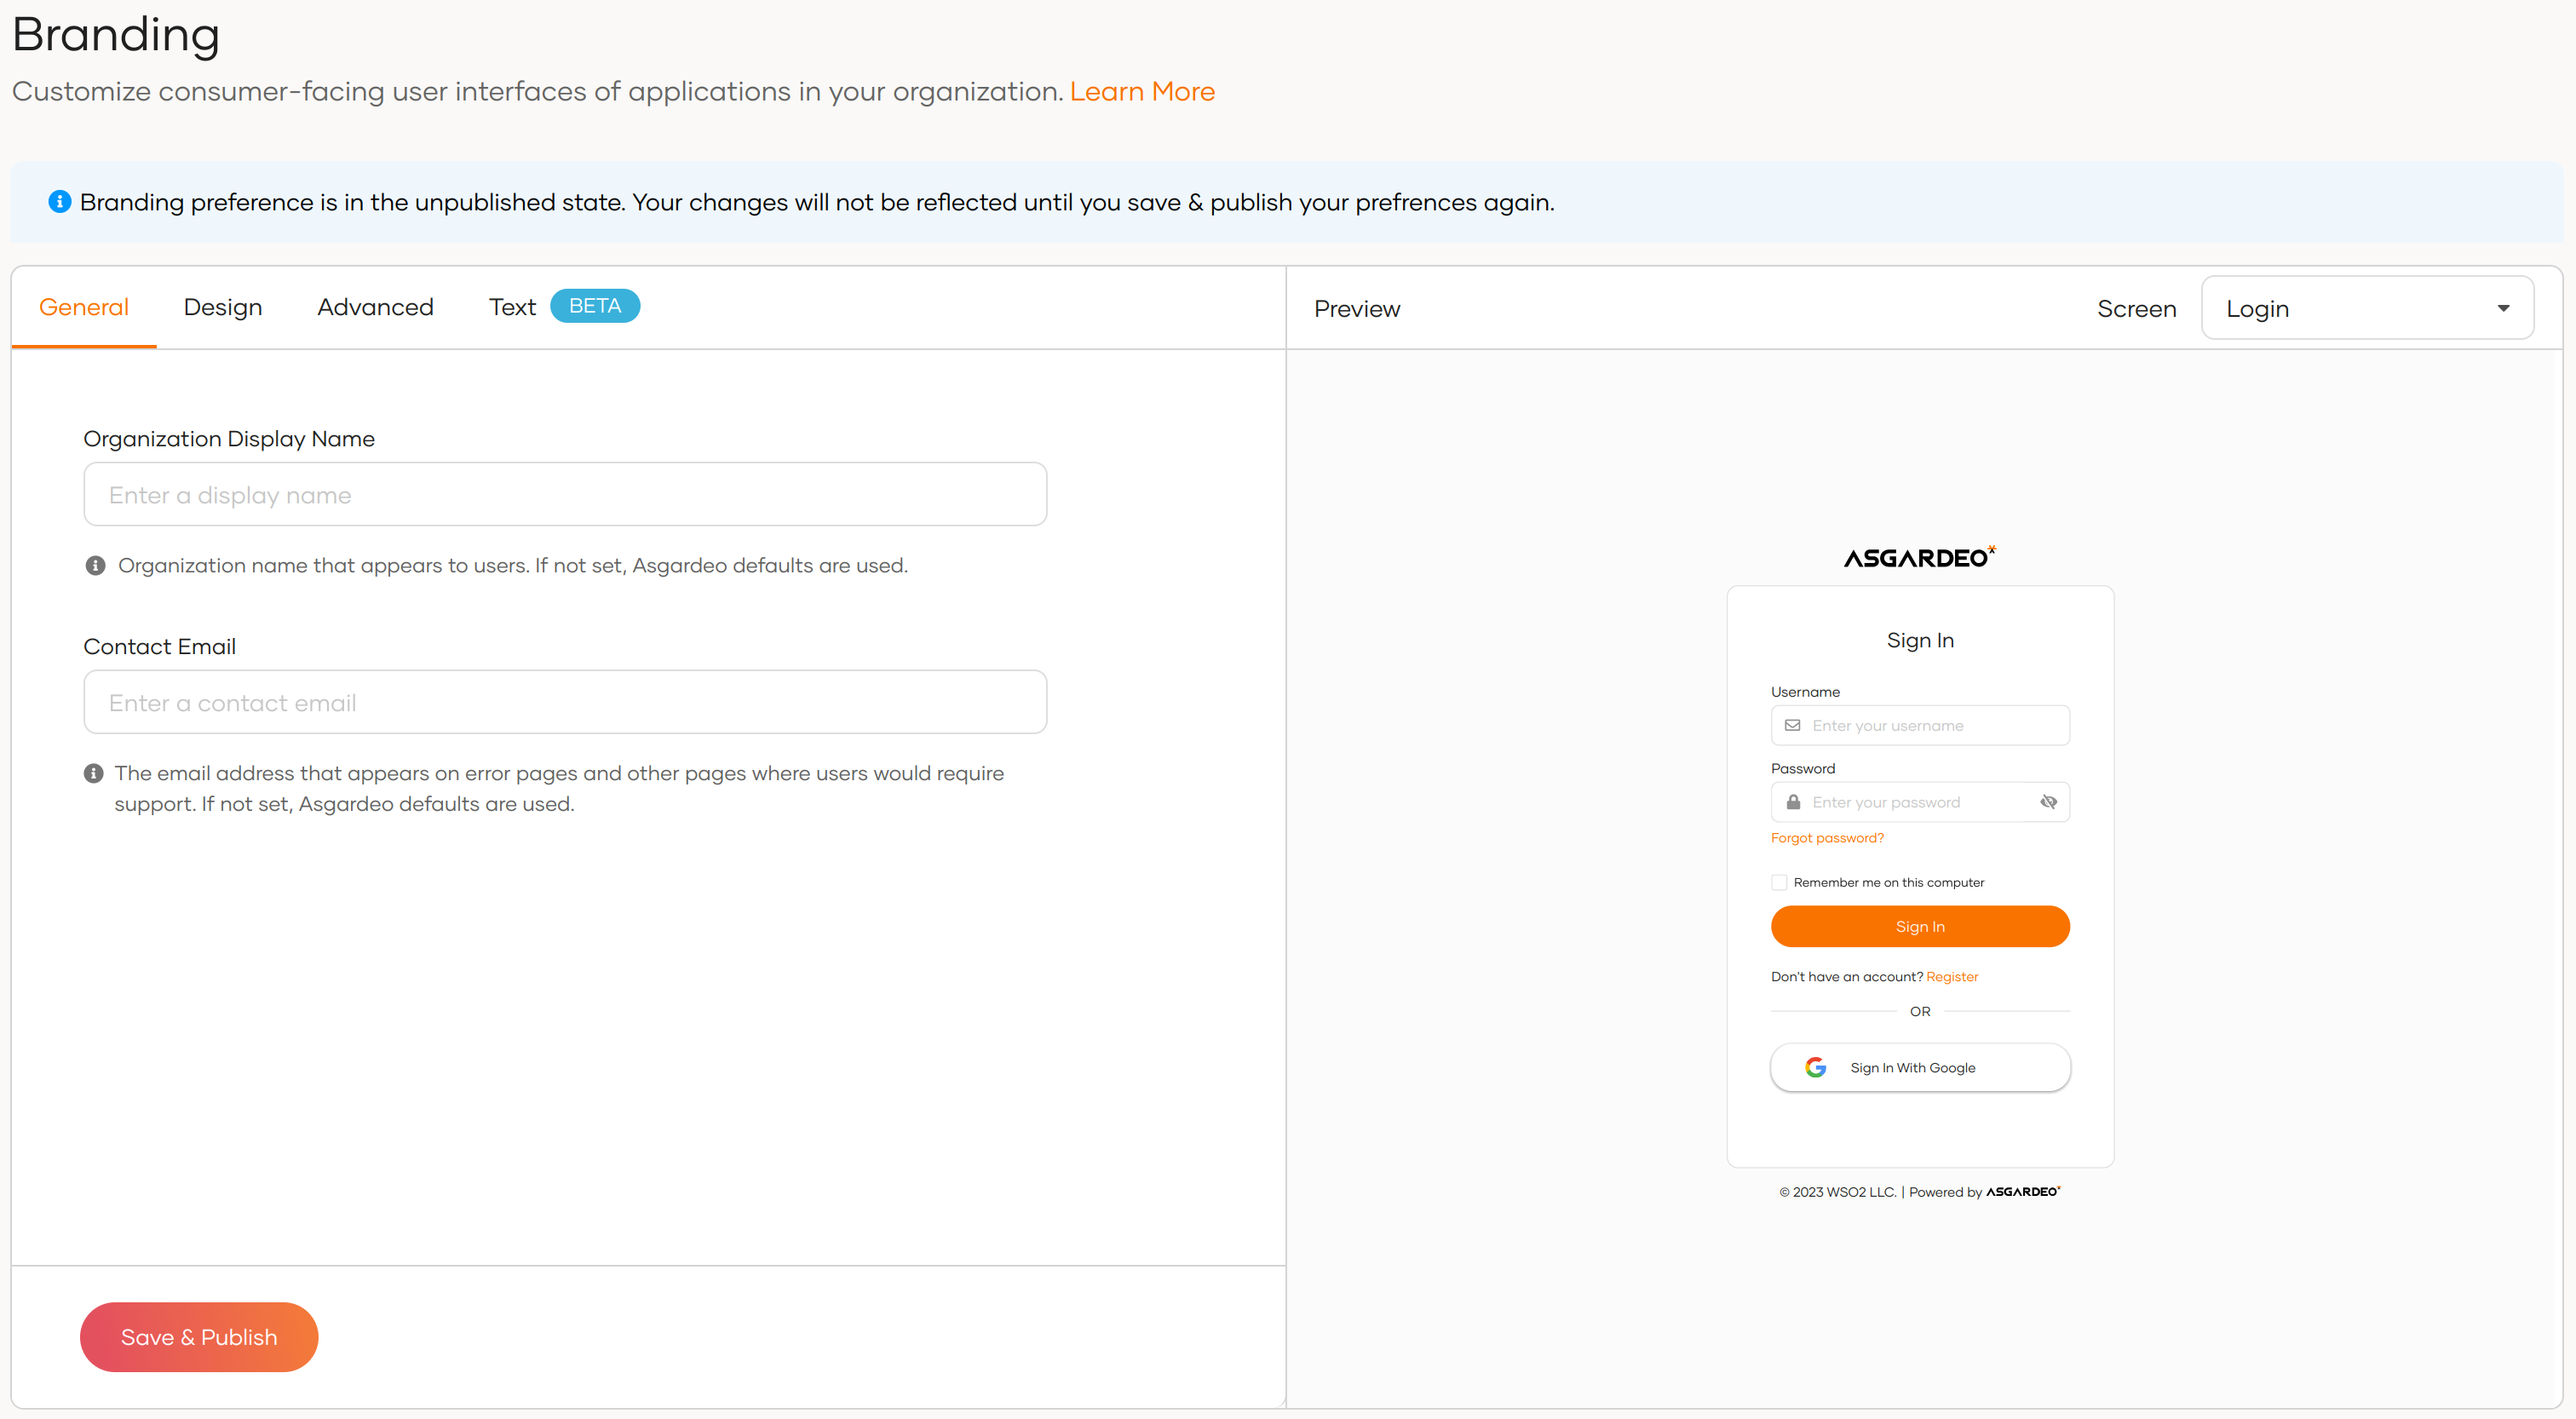 Branding
Customize consumer-facing user interfaces of applications in your organization. Learn More
Branding preference is in the unpublished state. Your changes will not be reflected until you save & publish your prefrences again.
General Design Advanced Text BETA
Organization Display Name
Enter a display name
Organization name that appears to users. If not set, Asgardeo defaults are used.
Contact Email
Enter a contact email
The email address that appears on error pages and other pages where users would require
support. If not set, Asgardeo defaults are used.
Save & Publish
Preview Screen Login
ASGARDEO
Sign In
Username
Enter your username
Password
Enter your password
Forgot password?
Remember me on this computer
Sign In
Don't have an account? Register
OR
Sign In With Google
© 2023 WSO2 LLC. | Powered by ASGARDEO